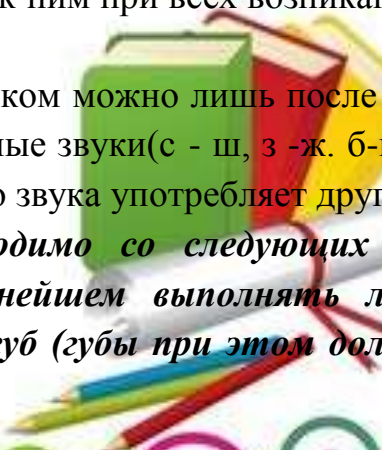 к ним при всех возника
ком можно лишь после
ные звуки(с - ш, з -ж. б-
о звука употребляет дру
одимо со следующих
нейшем выполнять л
уб (губы при этом дол